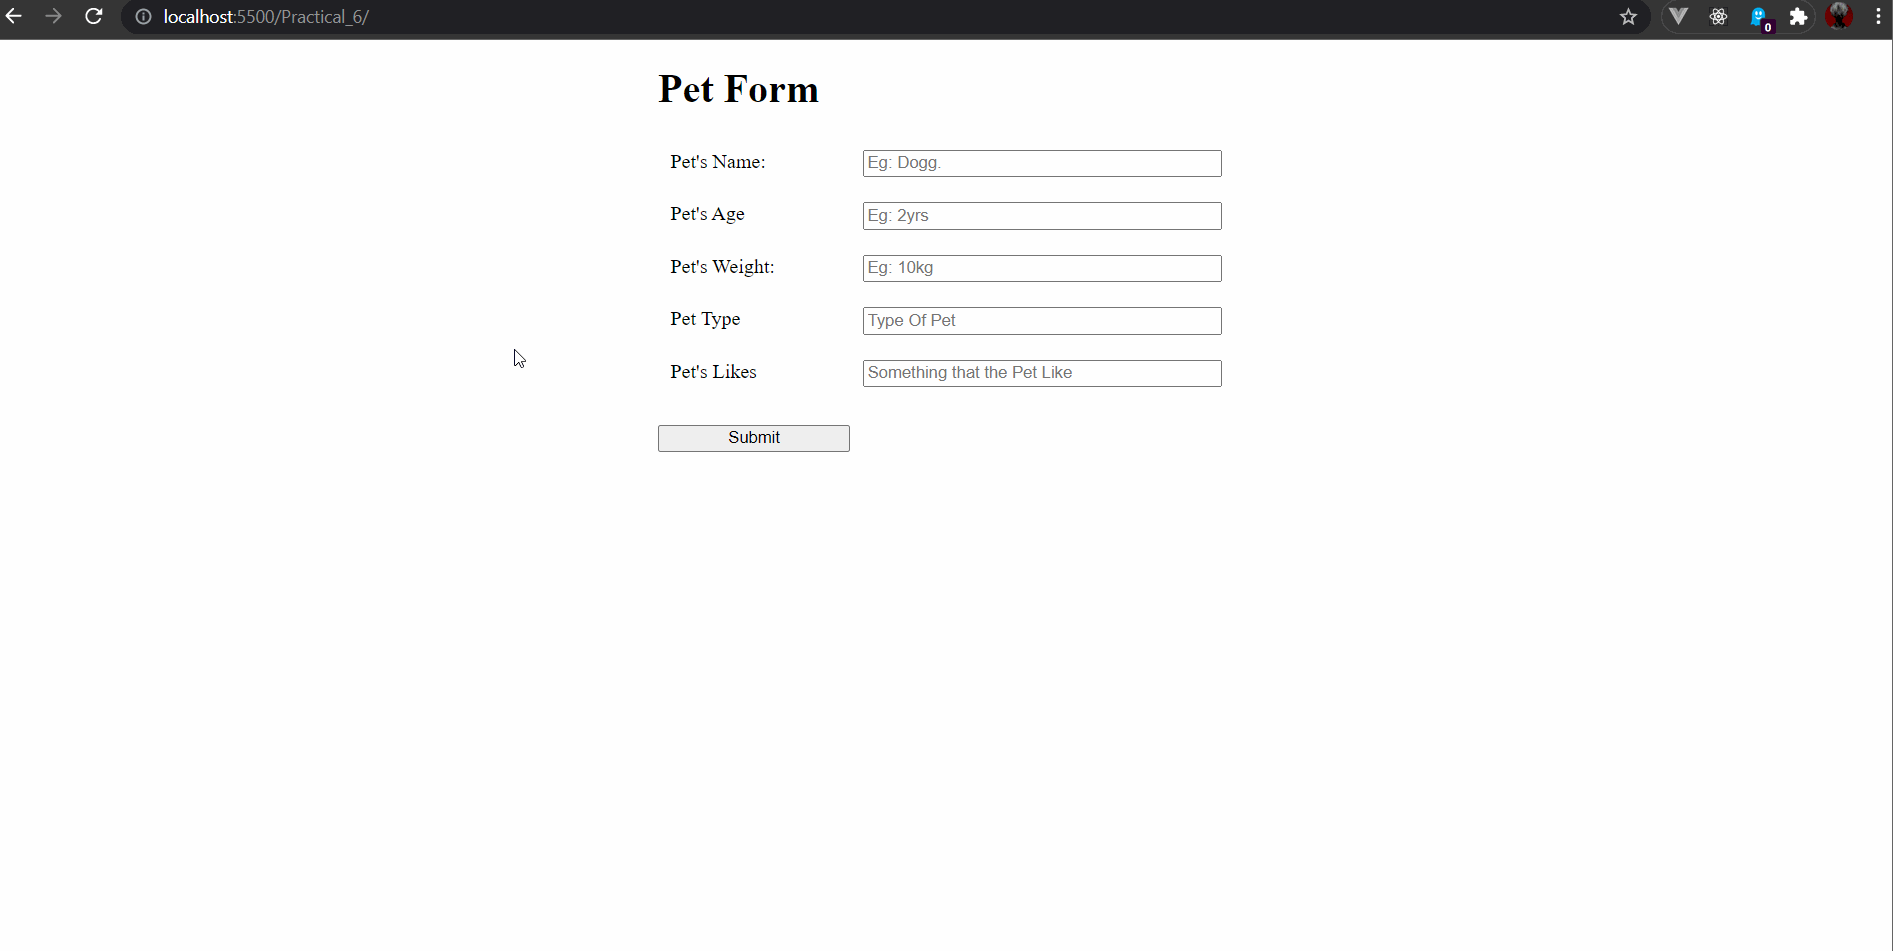 localhost:5500/Practical_6/
0
Pet Form
Pet's Name: Eg: Dogg.
Pet's Age Eg: 2yrs
Pet's Weight: Eg: 10kg
Pet Type Type Of Pet
Pet's Likes Something that the Pet Like
Submit